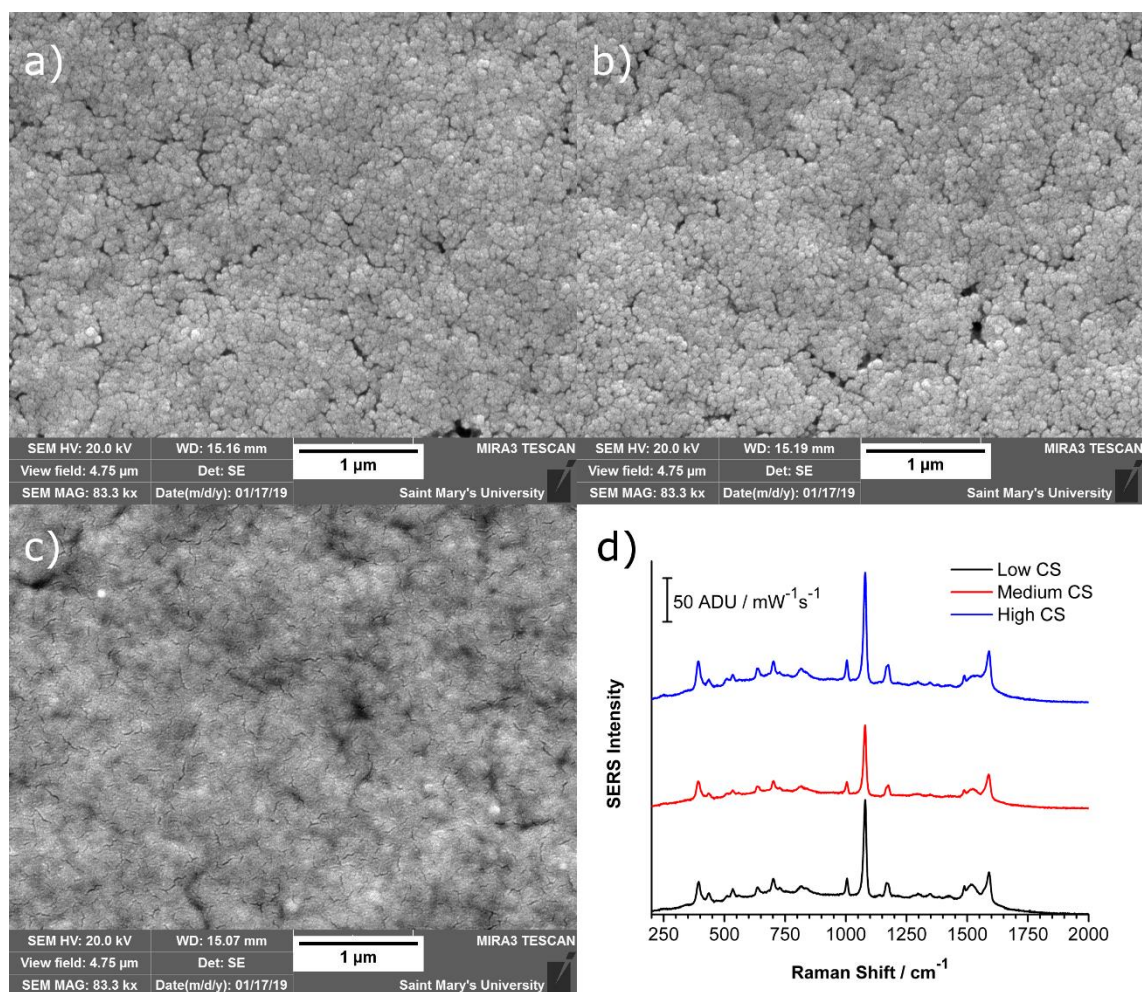 a)
SEM HV: 20.0 kV WD: 15.16 mm MIRA3 TESCAN
View field: 4.75 µm Det: SE 1 µm
SEM MAG: 83.3 kx Date(m/d/y): 01/17/19 Saint Mary's University
b)
SEM HV: 20.0 kV WD: 15.19 mm MIRA3 TESCAN
View field: 4.75 µm Det: SE 1 µm
SEM MAG: 83.3 kx Date(m/d/y): 01/17/19 Saint Mary's University
c)
SEM HV: 20.0 kV WD: 15.07 mm MIRA3 TESCAN
View field: 4.75 µm Det: SE 1 µm
SEM MAG: 83.3 kx Date(m/d/y): 01/17/19 Saint Mary's University
d)
50 ADU / mW⁻¹s⁻¹
Low CS
Medium CS
High CS
SERS Intensity
250 500 750 1000 1250 1500 1750 2000
Raman Shift / cm⁻¹